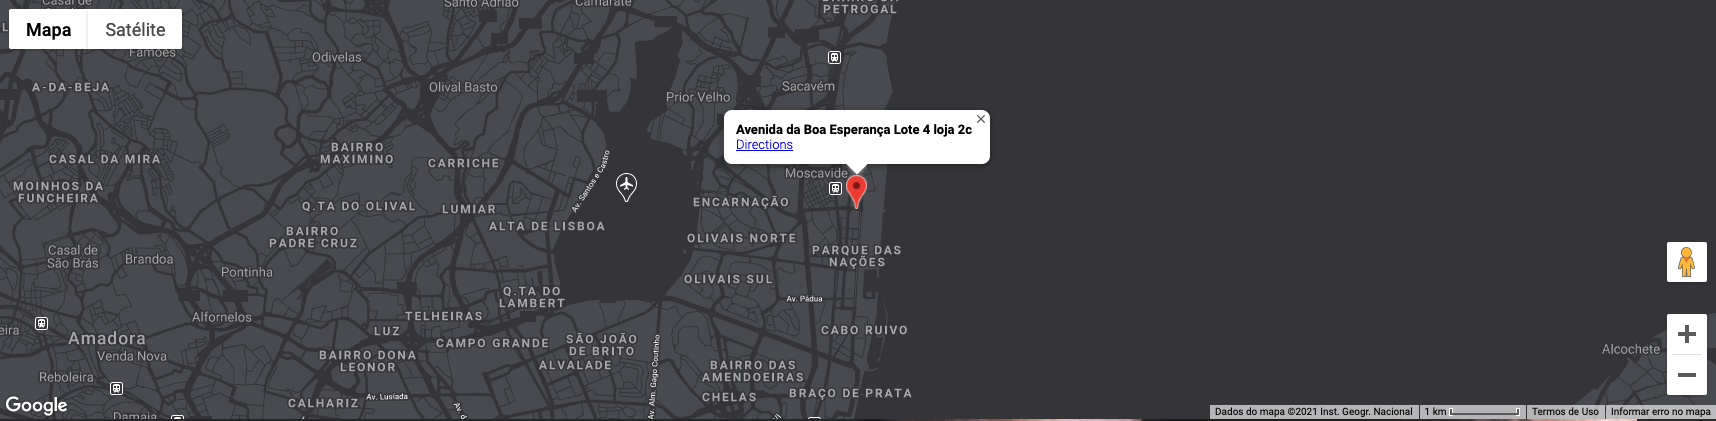 Casal de
Famões
Santo Adrião
Camarate
PETROGAL
Mapa
Satélite
Odivelas
A-DA-BEJA
Olival Basto
Sacavém
Prior Velho
Avenida da Boa Esperança Lote 4 loja 2c
Directions
BAIRRO
MAXIMINO
CASAL DA MIRA
CARRICHE
Av. Santos e Castro
Moscavide
MOINHOS DA
FUNCHEIRA
Q.TA DO OLIVAL
LUMIAR
ENCARNAÇÃO
ALTA DE LISBOA
BAIRRO
PADRE CRUZ
OLIVAIS NORTE
PARQUE DAS
NAÇÕES
Casal de
São Brás
Brandoa
Pontinha
OLIVAIS SUL
Q.TA DO
LAMBERT
Av. Pádua
Alfornelos
TELHEIRAS
LUZ
CABO RUIVO
Amadora
Venda Nova
CAMPO GRANDE
SÃO JOÃO
DE BRITO
Av. Alm. Gago Coutinho
BAIRRO DONA
LEONOR
ALVALADE
BAIRRO DAS
AMENDOEIRAS
Alcochete
Reboleira
CALHARIZ
Av. Lusíada
CHELAS
BRAÇO DE PRATA
Google
Damaia
Dados do mapa ©2021 Inst. Geogr. Nacional
1 km
Termos de Uso
Informar erro no mapa